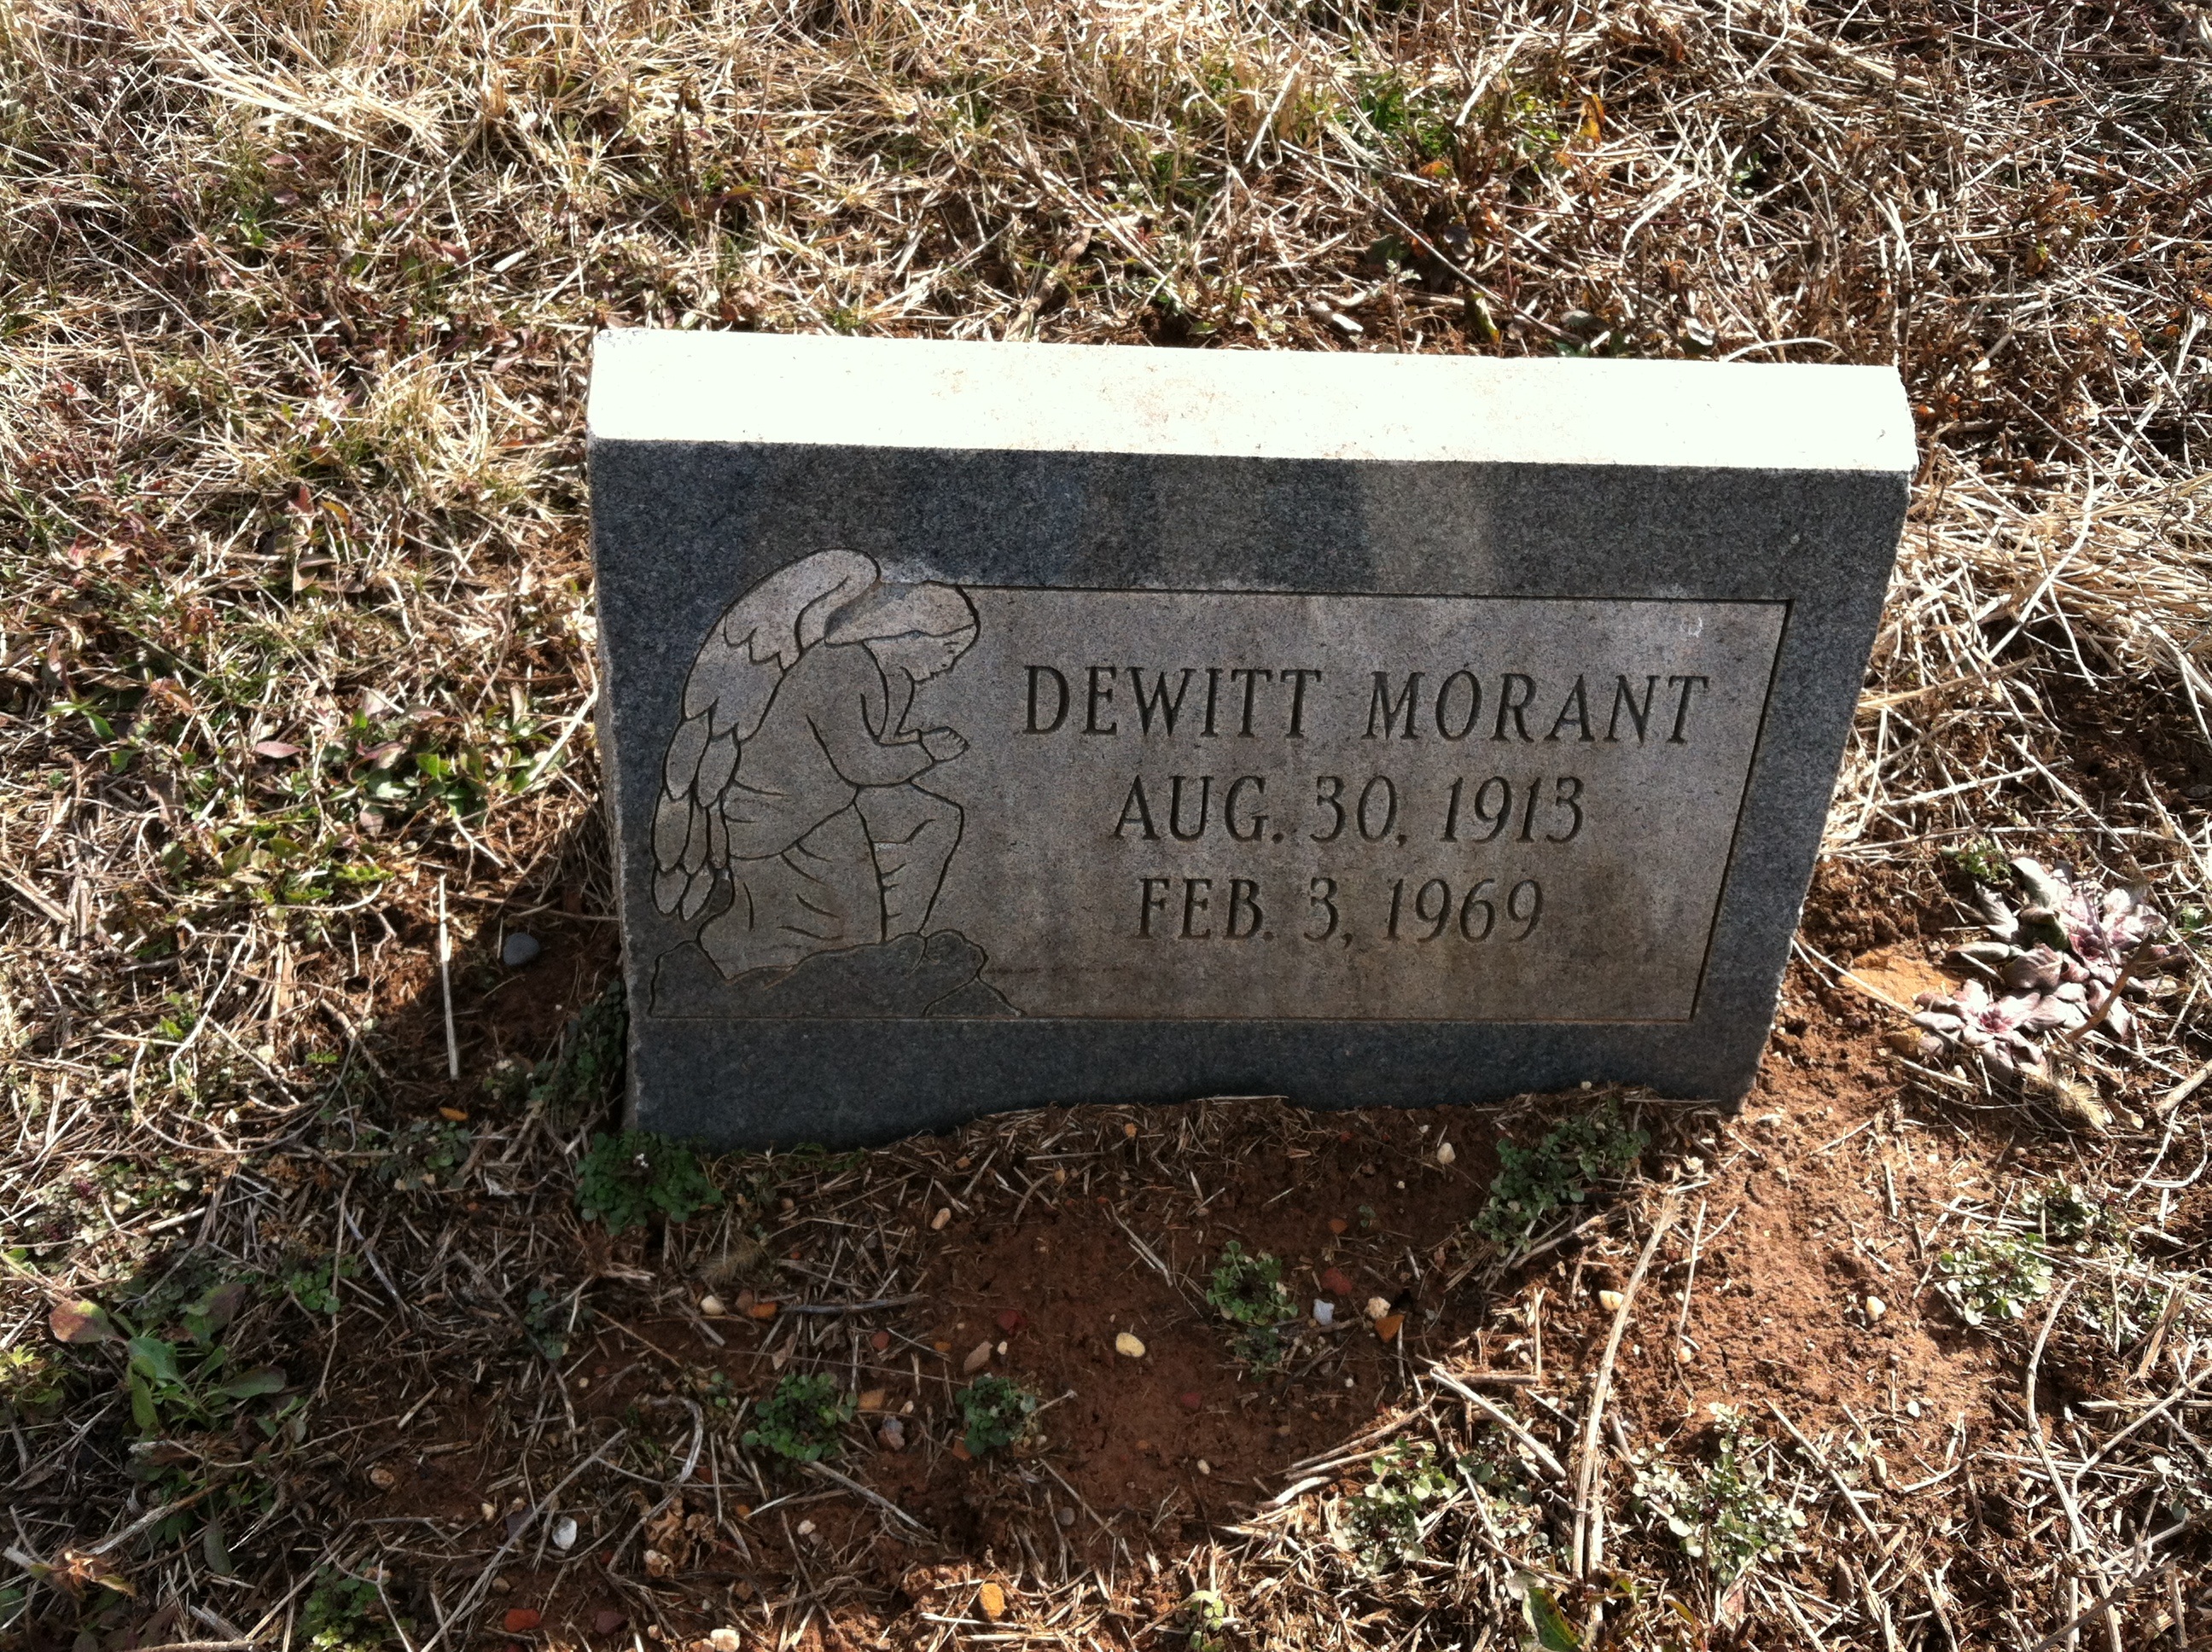 DEWITT MORANT
AUG. 30, 1913
FEB. 3, 1969